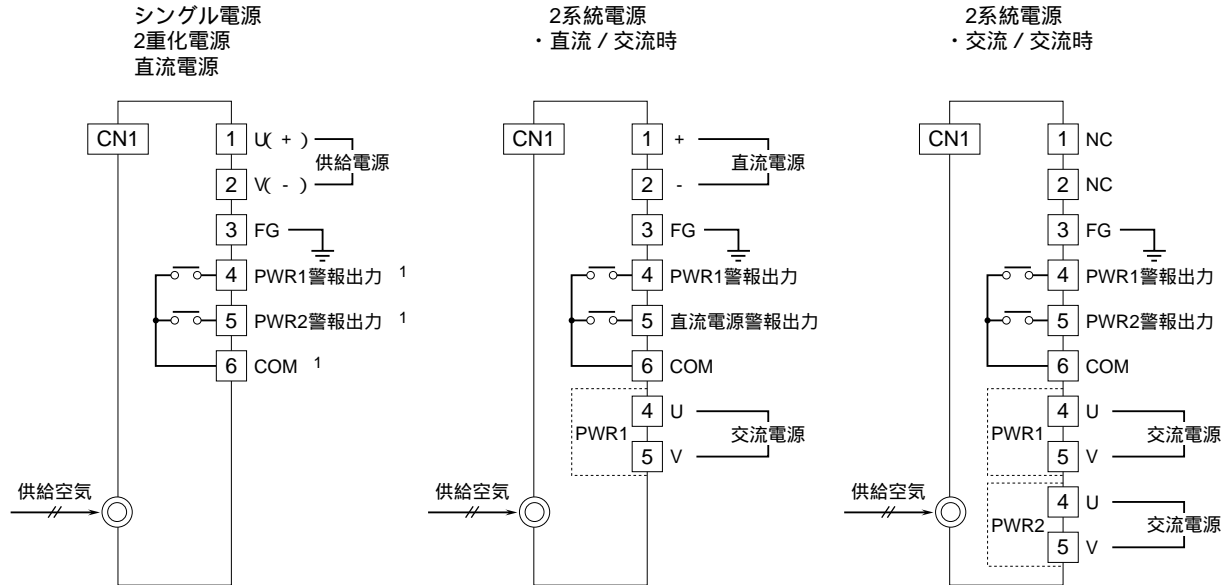 シングル電源
2重化電源
直流電源
CN1
1 U( + )
供給電源
2 V( - )
3 FG
4 PWR1警報出力 1
5 PWR2警報出力 1
6 COM 1
供給空気
2系統電源
・直流 / 交流時
CN1
1 +
直流電源
2 -
3 FG
4 PWR1警報出力
5 直流電源警報出力
6 COM
4 U
PWR1 交流電源
5 V
供給空気
2系統電源
・交流 / 交流時
CN1
1 NC
2 NC
3 FG
4 PWR1警報出力
5 PWR2警報出力
6 COM
4 U
PWR1 交流電源
5 V
供給空気
4 U
PWR2 交流電源
5 V